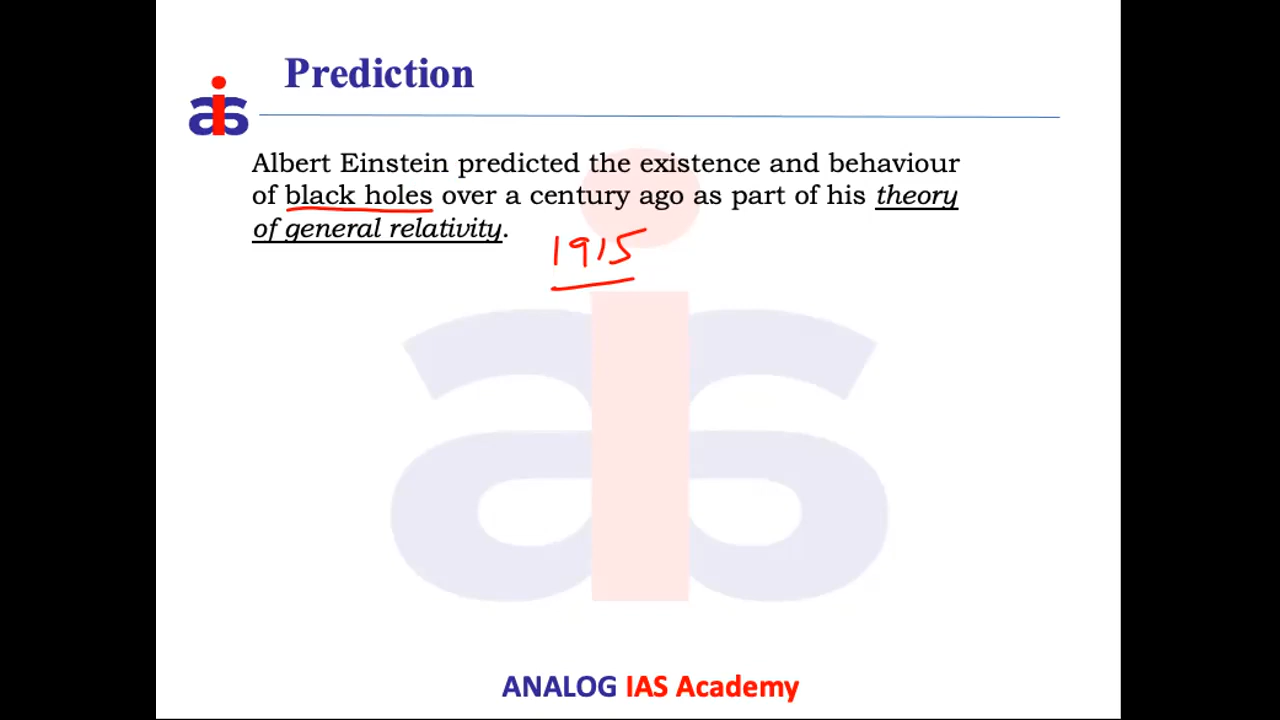 Prediction
Albert Einstein predicted the existence and behaviour
of black holes over a century ago as part of his theory
of general relativity.
1915
ANALOG IAS Academy